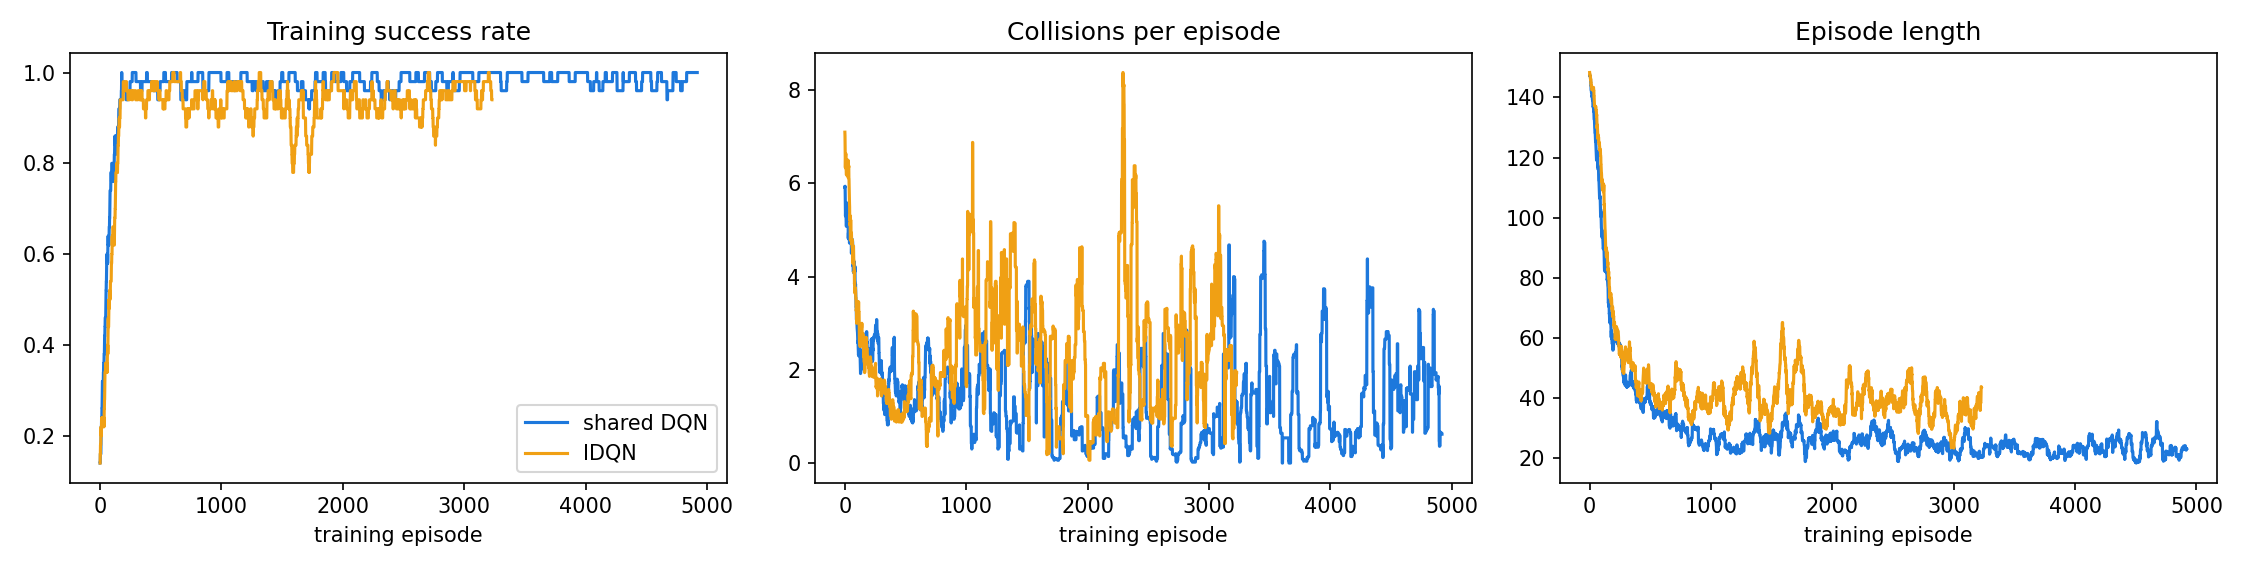 Training success rate
1.0
0.8
0.6
0.4
0.2
0 1000 2000 3000 4000 5000
training episode
shared DQN
IDQN
Collisions per episode
8
6
4
2
0
0 1000 2000 3000 4000 5000
training episode
Episode length
140
120
100
80
60
40
20
0 1000 2000 3000 4000 5000
training episode